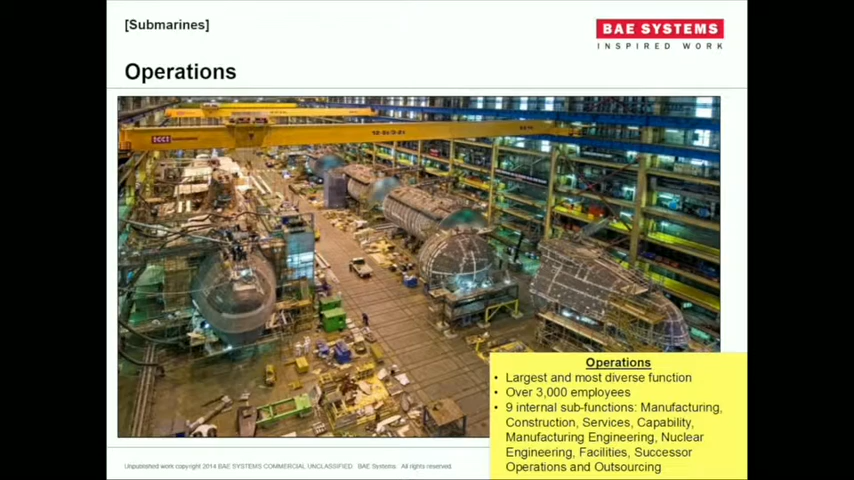 [Submarines]
BAE SYSTEMS
INSPIRED WORK
Operations
Operations
• Largest and most diverse function
• Over 3,000 employees
• 9 internal sub-functions: Manufacturing,
Construction, Services, Capability,
Manufacturing Engineering, Nuclear
Engineering, Facilities, Successor
Operations and Outsourcing
Unpublished work copyright 2014 BAE SYSTEMS COMMERCIAL UNCLASSIFIED. BAE Systems. All rights reserved.